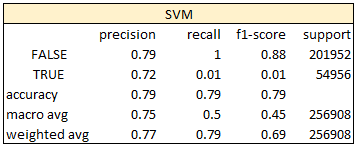 SVM
precision recall f1-score support
FALSE 0.79 1 0.88 201952
TRUE 0.72 0.01 0.01 54956
accuracy 0.79 0.79 0.79
macro avg 0.75 0.5 0.45 256908
weighted avg 0.77 0.79 0.69 256908